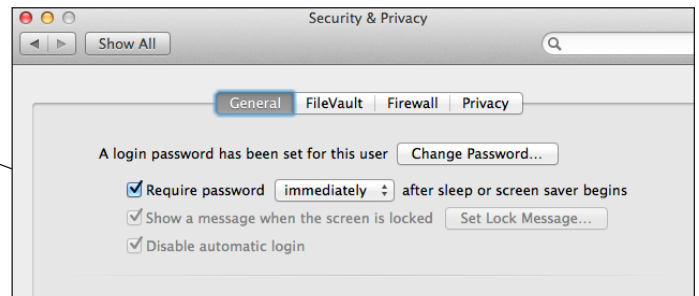 Security & Privacy
Show All
General FileVault Firewall Privacy
A login password has been set for this user Change Password...
Require password immediately after sleep or screen saver begins
Show a message when the screen is locked Set Lock Message...
Disable automatic login